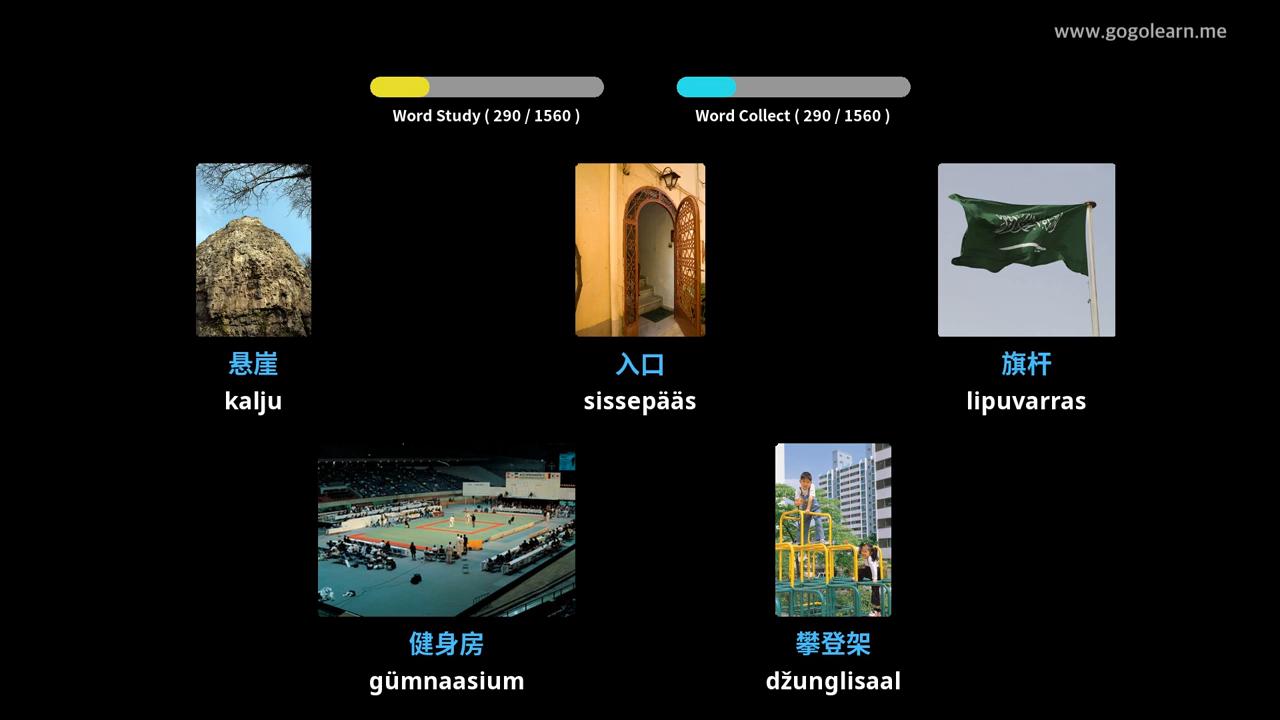 www.gogolearn.me
Word Study ( 290 / 1560 )
Word Collect ( 290 / 1560 )
悬崖
kalju
入口
sissepääs
旗杆
lipuvarras
健身房
gümnaasium
攀登架
džunglisaal